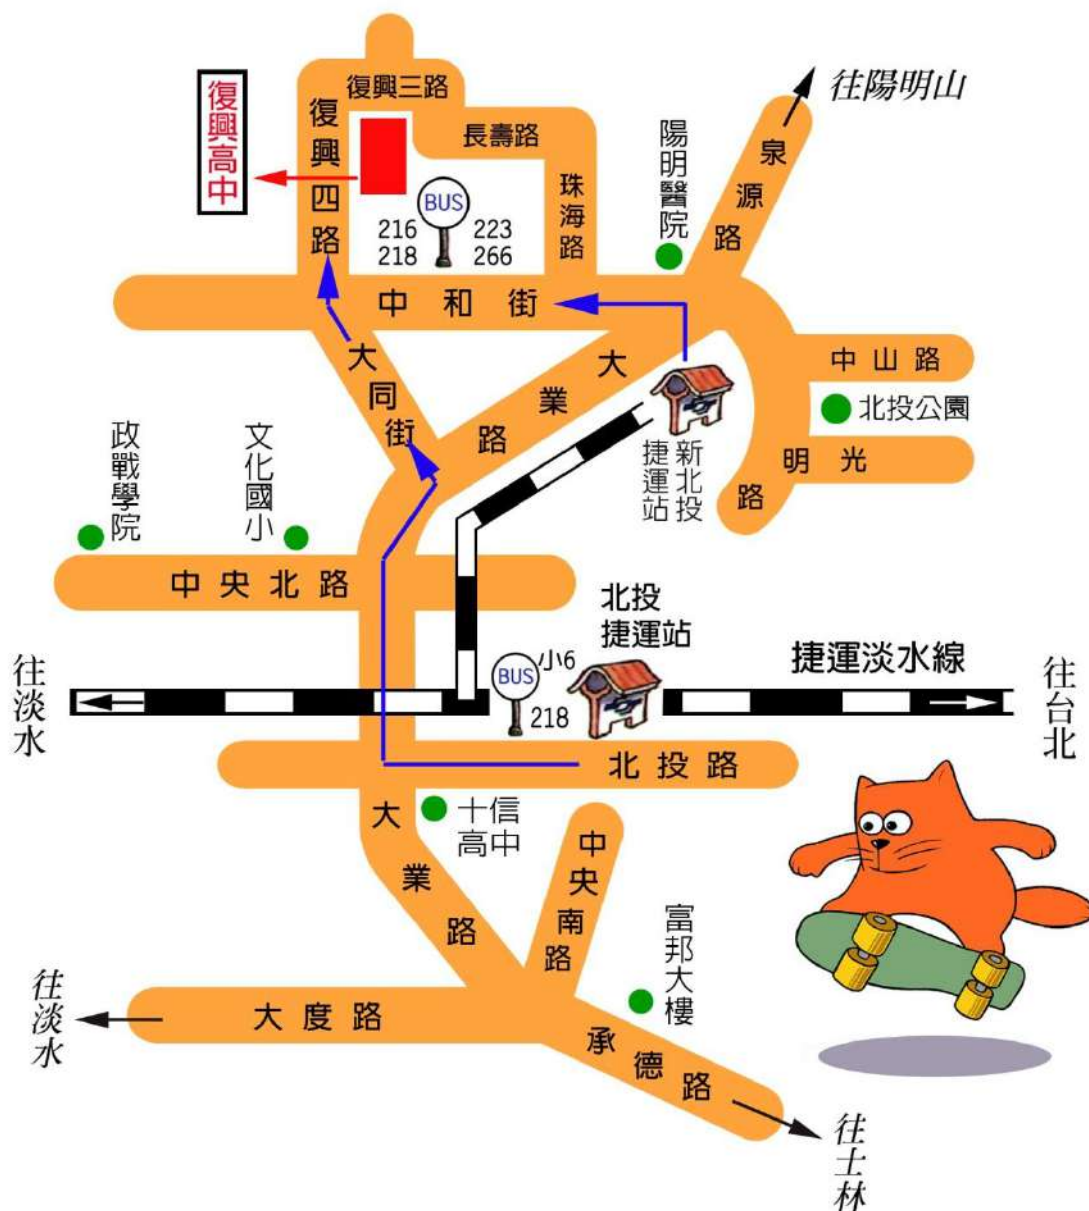 復興三路
往陽明山
復興高中
復興四路
長壽路
陽明醫院
泉源路
珠海路
BUS
216
223
218
266
中和街
大同街
大業路
中山路
北投公園
新北投
捷運站
光明路
政戰學院
文化國小
中央北路
北投
捷運站
小6
BUS
218
捷運淡水線
往淡水
往台北
北投路
大業路
十信
高中
中央南路
富邦大樓
往淡水
大度路
承德路
往士林